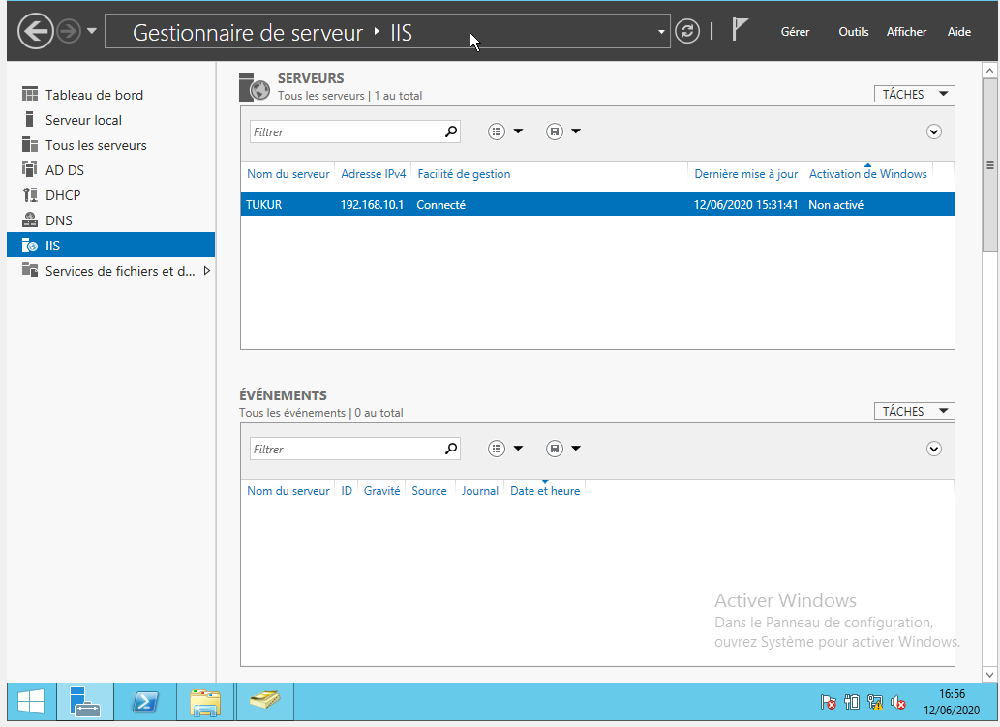 Gestionnaire de serveur ‣ IIS
Gérer Outils Afficher Aide
Tableau de bord
Serveur local
Tous les serveurs
AD DS
DHCP
DNS
IIS
Services de fichiers et d...
SERVEURS
Tous les serveurs | 1 au total
TÂCHES
Filtrer
Nom du serveur Adresse IPv4 Facilité de gestion Dernière mise à jour Activation de Windows
TUKUR 192.168.10.1 Connecté 12/06/2020 15:31:41 Non activé
ÉVÉNEMENTS
Tous les événements | 0 au total
TÂCHES
Filtrer
Nom du serveur ID Gravité Source Journal Date et heure
Activer Windows
Dans le Panneau de configuration,
ouvrez Système pour activer Windows.
16:56
12/06/2020